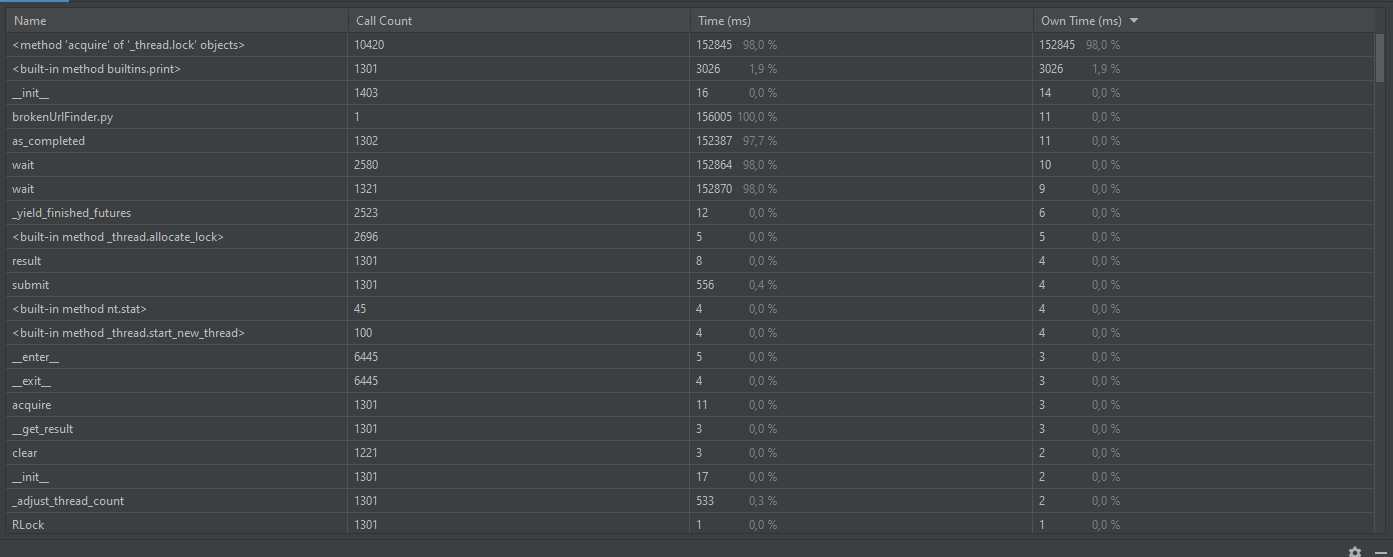 Name Call Count Time (ms) Own Time (ms)
<method 'acquire' of '_thread.lock' objects> 10420 152845 98,0 % 152845 98,0 %
<built-in method builtins.print> 1301 3026 1,9 % 3026 1,9 %
__init__ 1403 16 0,0 % 14 0,0 %
brokenUrlFinder.py 1 156005 100,0 % 11 0,0 %
as_completed 1302 152387 97,7 % 11 0,0 %
wait 2580 152864 98,0 % 10 0,0 %
wait 1321 152870 98,0 % 9 0,0 %
_yield_finished_futures 2523 12 0,0 % 6 0,0 %
<built-in method _thread.allocate_lock> 2696 5 0,0 % 5 0,0 %
result 1301 8 0,0 % 4 0,0 %
submit 1301 556 0,4 % 4 0,0 %
<built-in method nt.stat> 45 4 0,0 % 4 0,0 %
<built-in method _thread.start_new_thread> 100 4 0,0 % 4 0,0 %
__enter__ 6445 5 0,0 % 3 0,0 %
__exit__ 6445 4 0,0 % 3 0,0 %
acquire 1301 11 0,0 % 3 0,0 %
__get_result 1301 3 0,0 % 3 0,0 %
clear 1221 3 0,0 % 2 0,0 %
__init__ 1301 17 0,0 % 2 0,0 %
_adjust_thread_count 1301 533 0,3 % 2 0,0 %
RLock 1301 1 0,0 % 1 0,0 %